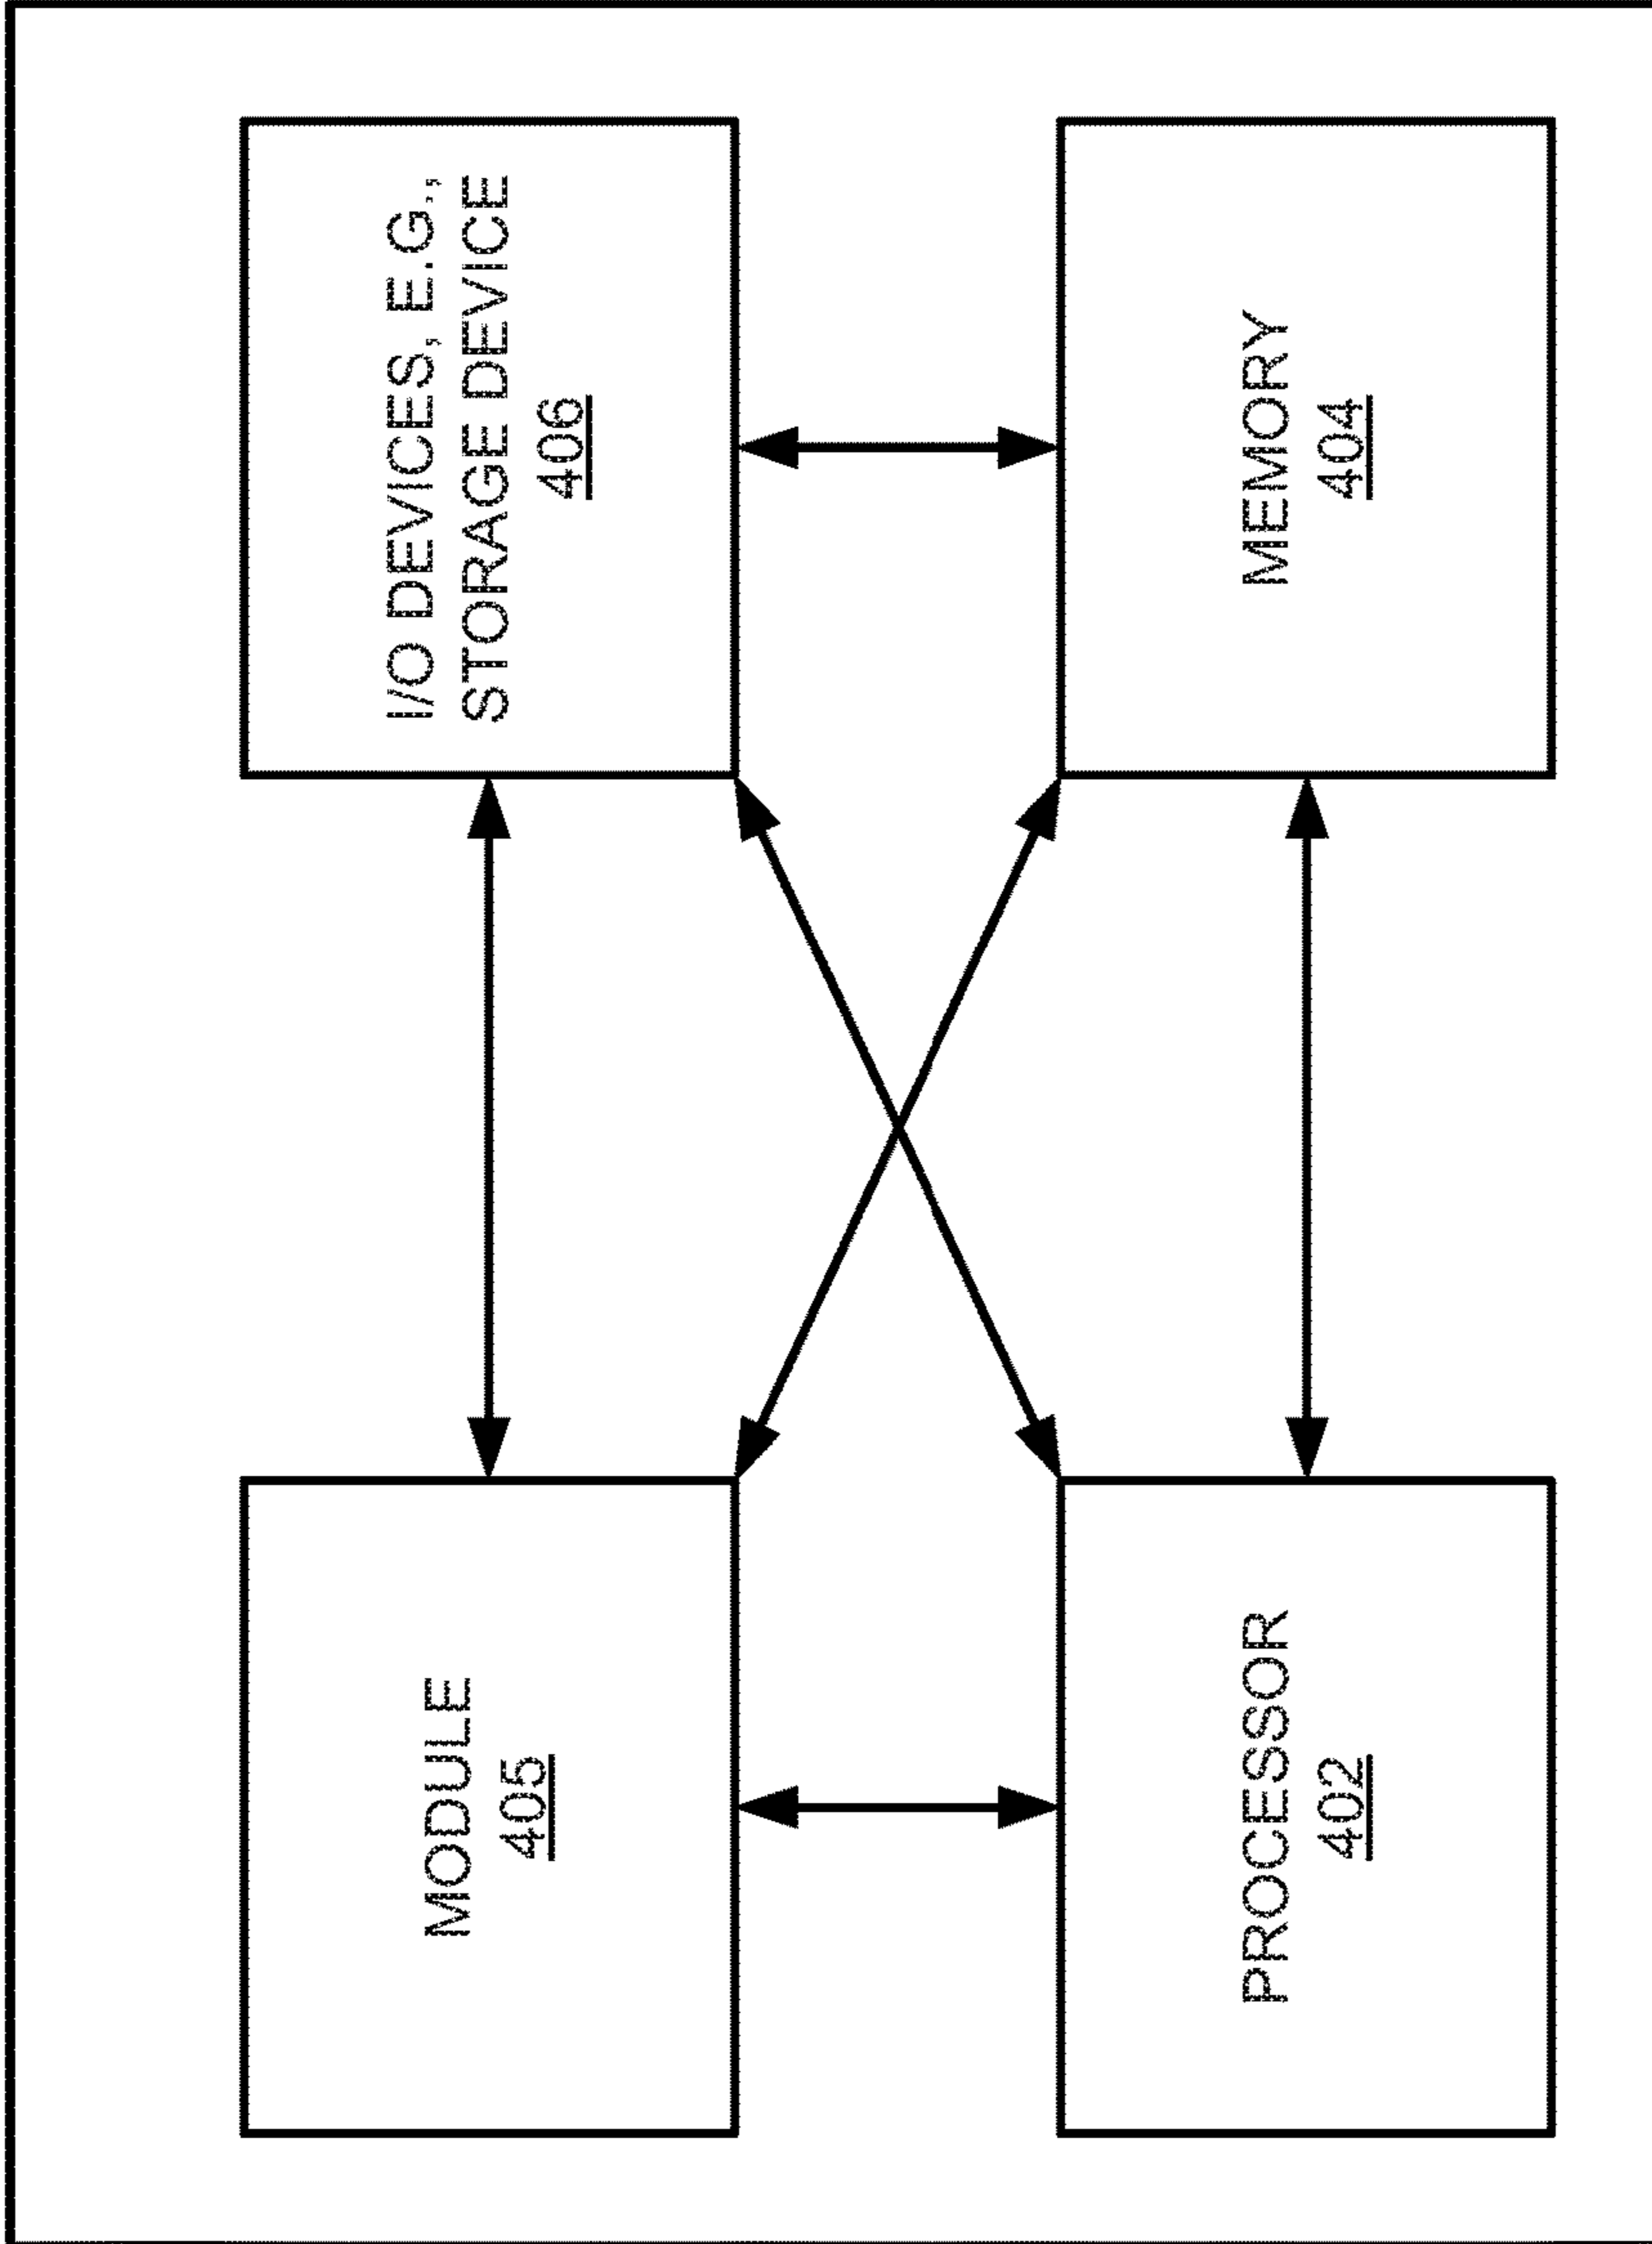 MODULE
405
I/O DEVICES, E.G.,
STORAGE DEVICE
406
PROCESSOR
402
MEMORY
404